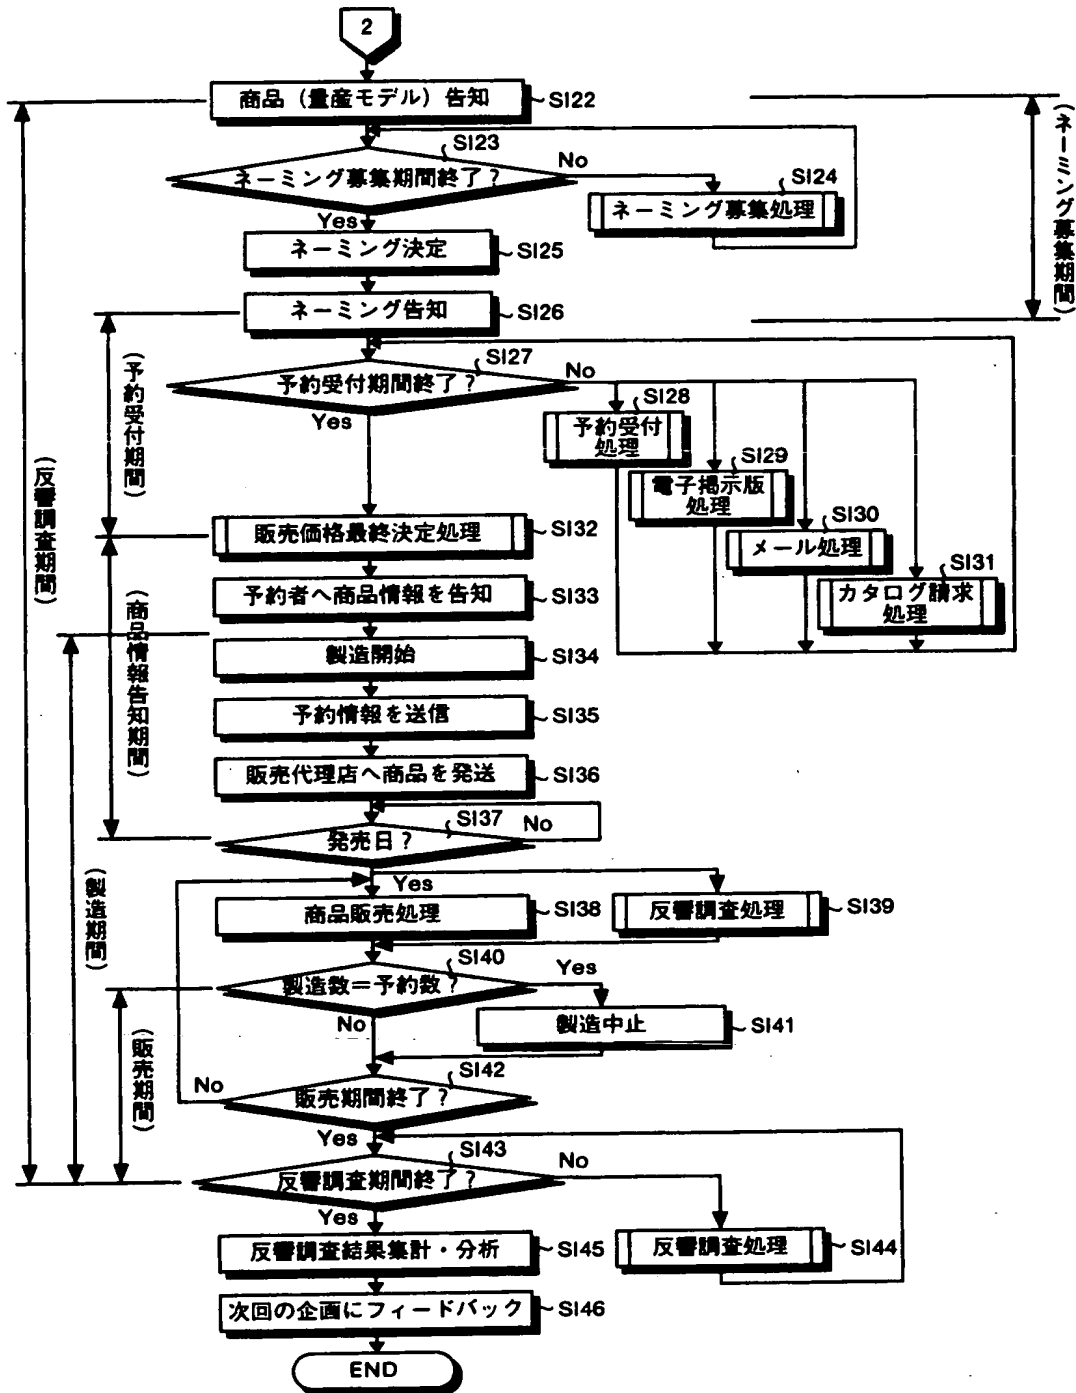 2
商品（量産モデル）告知
S122
S123
ネーミング募集期間終了？
No
Yes
S124
ネーミング募集処理
（ネーミング募集期間）
ネーミング決定
S125
ネーミング告知
S126
S127
予約受付期間終了？
No
Yes
（予約受付期間）
S128
予約受付
処理
S129
電子掲示版
処理
S130
メール処理
S131
カタログ請求
処理
（反響調査期間）
販売価格最終決定処理
S132
予約者へ商品情報を告知
S133
（商品情報告知期間）
製造開始
S134
予約情報を送信
S135
販売代理店へ商品を発送
S136
S137
発売日？
No
Yes
（製造期間）
商品販売処理
S138
反響調査処理
S139
S140
製造数＝予約数？
Yes
No
製造中止
S141
（販売期間）
S142
販売期間終了？
No
Yes
S143
反響調査期間終了？
No
Yes
反響調査処理
S144
反響調査結果集計・分析
S145
次回の企画にフィードバック
S146
END